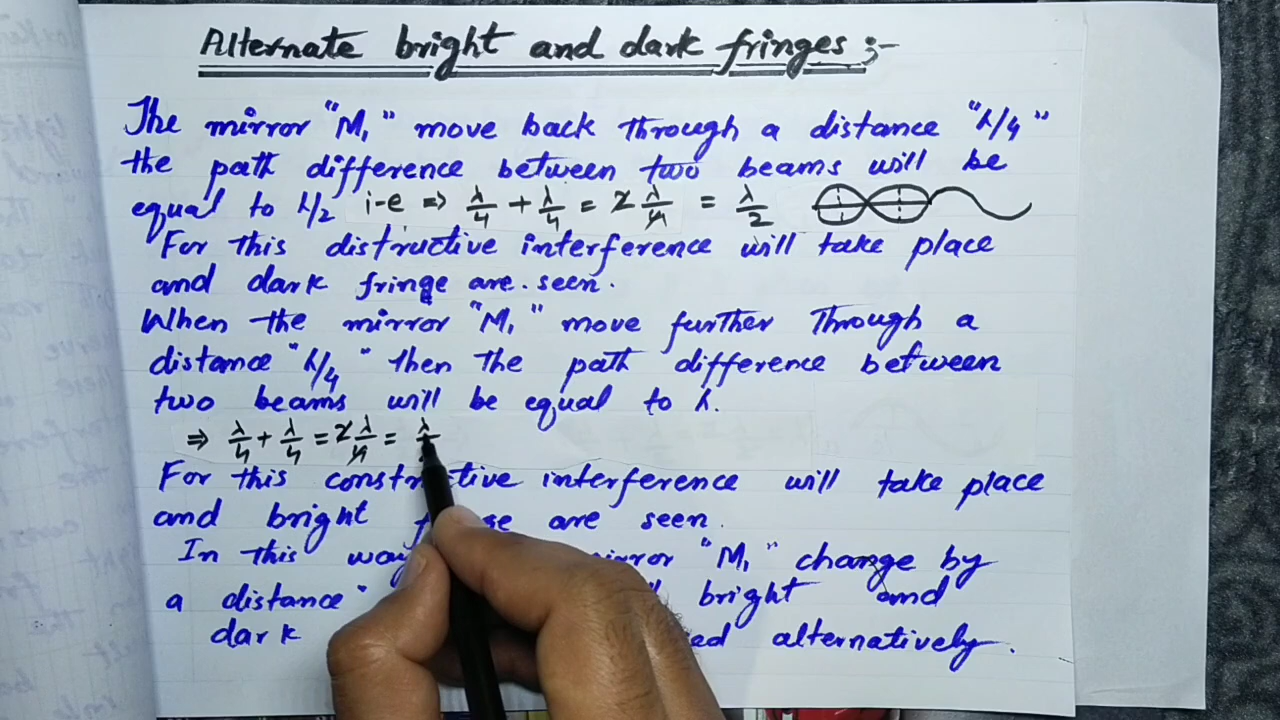 Alternate bright and dark fringes :-
The mirror "M₁" move back through a distance "λ/4"
the path difference between two beams will be
equal to λ/2 i-e ⇒ λ/4 + λ/4 = 2 λ/4 = λ/2
For this distructive interference will take place
and dark fringe are. seen.
When the mirror "M₁" move further through a
distance "λ/4" then the path difference between
two beams will be equal to λ.
⇒ λ/4 + λ/4 = 2 λ/4 = λ
For this constructive interference will take place
and bright are seen.
In this way mirror "M₁" change by
a distance " bright and
dark alternatively.